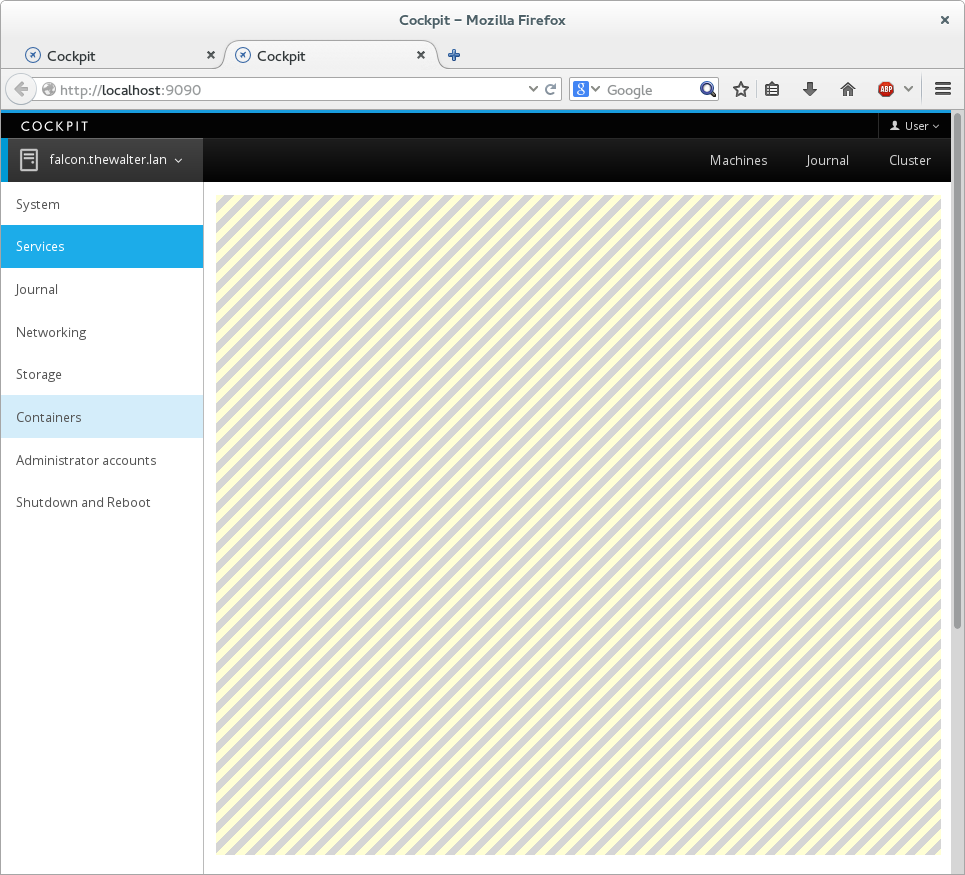 Cockpit – Mozilla Firefox
Cockpit
Cockpit
http://localhost:9090
Google
ABP
COCKPIT
User
falcon.thewalter.lan
Machines
Journal
Cluster
System
Services
Journal
Networking
Storage
Containers
Administrator accounts
Shutdown and Reboot